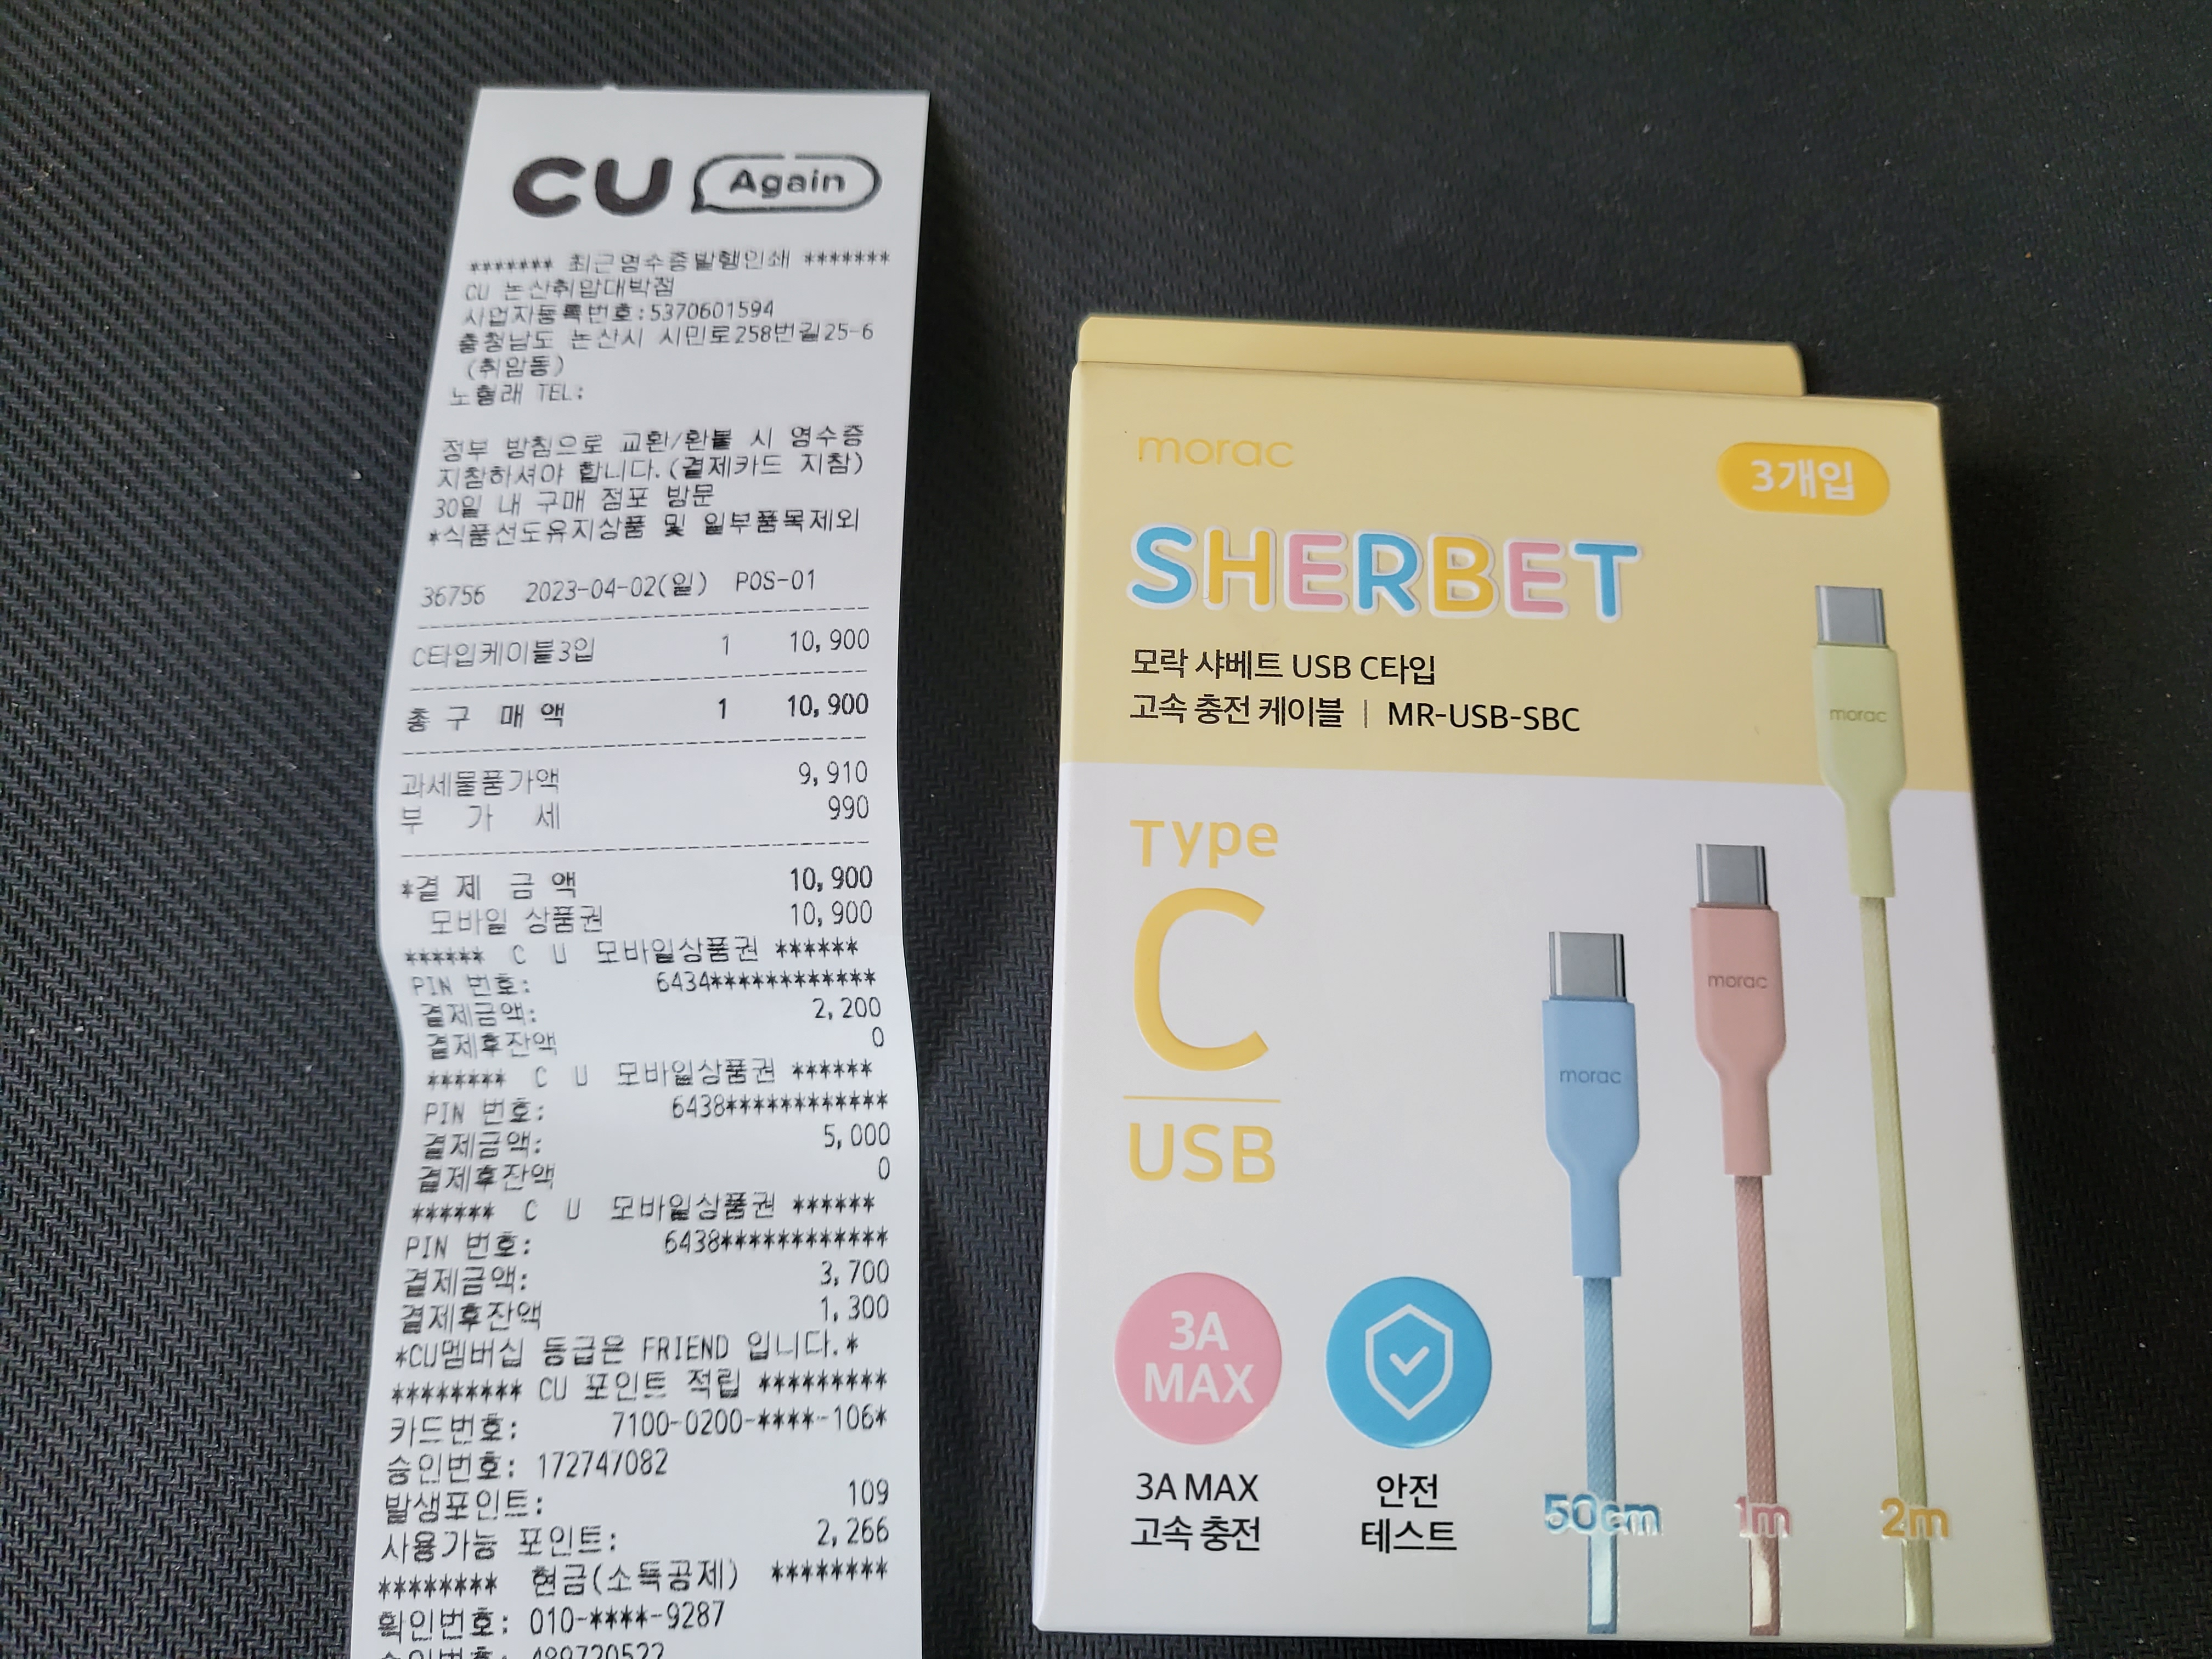 CU Again
******* 최근영수증발행인쇄 *******
CU 논산취암대박점
사업자등록번호:5370601594
충청남도 논산시 시민로258번길25-6
(취암동)
노형래 TEL:
정부 방침으로 교환/환불 시 영수증
지참하셔야 합니다.(결제카드 지참)
30일 내 구매 점포 방문
*식품선도유지상품 및 일부품목제외
36756 2023-04-02(일) POS-01
C타입케이블3입 1 10,900
총 구 매 액 1 10,900
과세물품가액 9,910
부 가 세 990
*결 제 금 액 10,900
모바일 상품권 10,900
****** C U 모바일상품권 ******
PIN 번호: 6434************
결제금액: 2,200
결제후잔액 0
****** C U 모바일상품권 ******
PIN 번호: 6438************
결제금액: 5,000
결제후잔액 0
****** C U 모바일상품권 ******
PIN 번호: 6438************
결제금액: 3,700
결제후잔액 1,300
*CU멤버십 등급은 FRIEND 입니다.*
********* CU 포인트 적립 *********
카드번호: 7100-0200-****-106*
승인번호: 172747082
발생포인트: 109
사용가능 포인트: 2,266
******** 현금(소득공제) ********
확인번호: 010-****-9287
승인번호: 489720522
morac
3개입
SHERBET
모락 샤베트 USB C타입
고속 충전 케이블 | MR-USB-SBC
Type
C
USB
morac
morac
morac
3A
MAX
3A MAX
고속 충전
안전
테스트
50cm
1m
2m